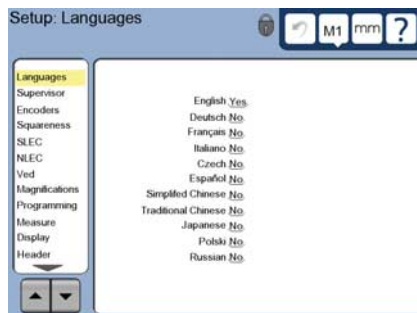 Setup: Languages
M1
mm
?
Languages
Supervisor
Encoders
Squareness
SLEC
NLEC
Ved
Magnifications
Programming
Measure
Display
Header
English Yes
Deutsch No
Français No
Italiano No
Czech No
Español No
Simplifed Chinese No
Traditional Chinese No
Japanese No
Polski No
Russian No